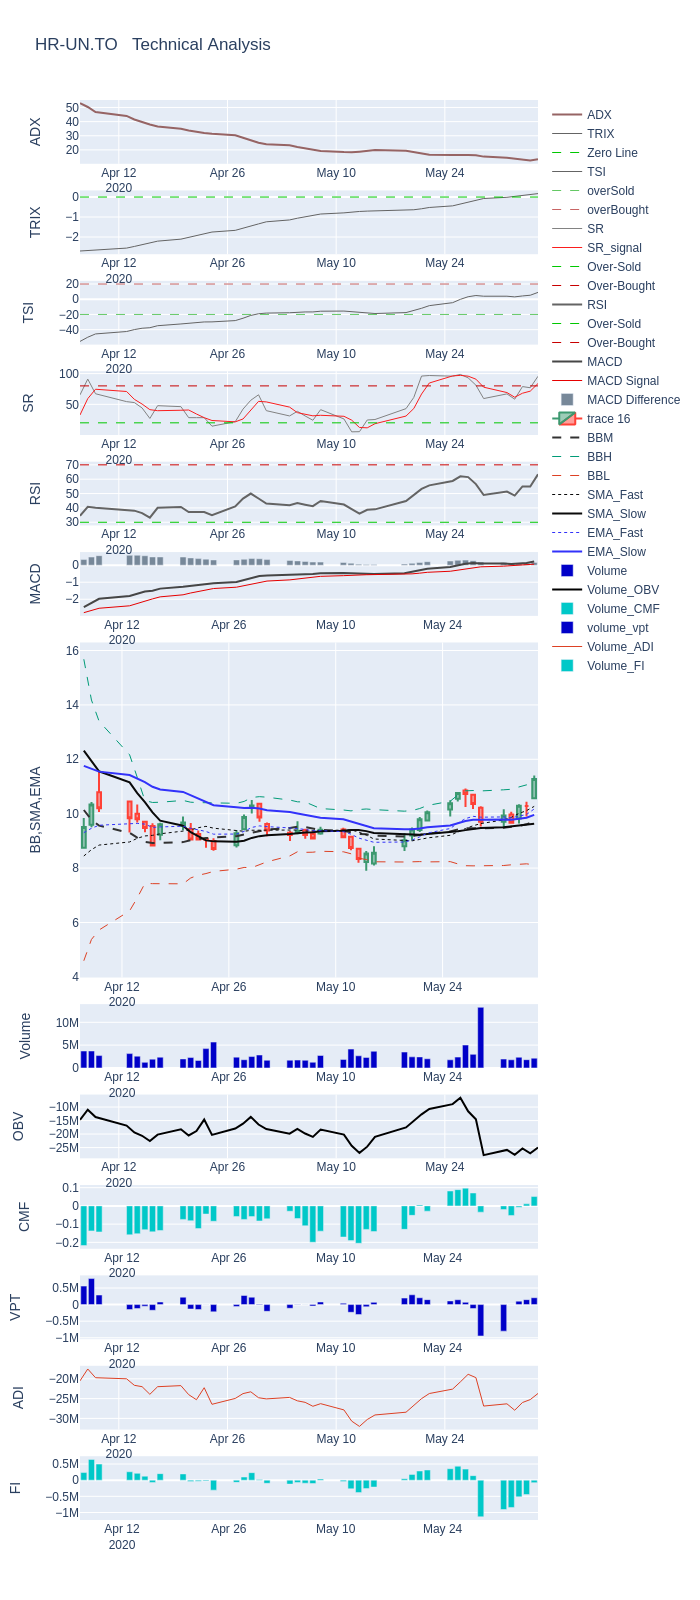 HR-UN.TO   Technical Analysis
ADX
50
40
30
20
Apr 12
2020
Apr 26
May 10
May 24
TRIX
0
−1
−2
Apr 12
2020
Apr 26
May 10
May 24
TSI
20
0
−20
−40
Apr 12
2020
Apr 26
May 10
May 24
SR
100
50
Apr 12
2020
Apr 26
May 10
May 24
RSI
70
60
50
40
30
Apr 12
2020
Apr 26
May 10
May 24
MACD
0
−1
−2
Apr 12
2020
Apr 26
May 10
May 24
BB,SMA,EMA
16
14
12
10
8
6
4
Apr 12
2020
Apr 26
May 10
May 24
Volume
10M
5M
0
Apr 12
2020
Apr 26
May 10
May 24
OBV
−10M
−15M
−20M
−25M
Apr 12
2020
Apr 26
May 10
May 24
CMF
0.1
0
−0.1
−0.2
Apr 12
2020
Apr 26
May 10
May 24
VPT
0.5M
0
−0.5M
−1M
Apr 12
2020
Apr 26
May 10
May 24
ADI
−20M
−25M
−30M
Apr 12
2020
Apr 26
May 10
May 24
FI
0.5M
0
−0.5M
−1M
Apr 12
2020
Apr 26
May 10
May 24
ADX
TRIX
Zero Line
TSI
overSold
overBought
SR
SR_signal
Over-Sold
Over-Bought
RSI
Over-Sold
Over-Bought
MACD
MACD Signal
MACD Difference
trace 16
BBM
BBH
BBL
SMA_Fast
SMA_Slow
EMA_Fast
EMA_Slow
Volume
Volume_OBV
Volume_CMF
volume_vpt
Volume_ADI
Volume_FI